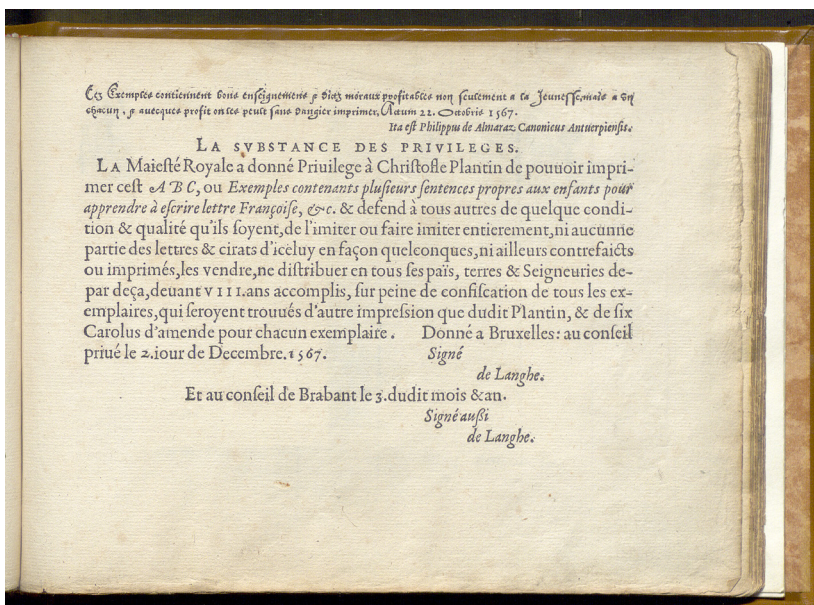 Ces Exemples contiennent bons enseignemens & dictz moraux profitables non seulement a la Jeunesse, mais a vn
chacun, & auecques profit on les peult sans dangier imprimer. Actum 22. Octobris 1567.
Ita est Philippus de Almaraz Canonicus Antuerpiensis.
LA SVBSTANCE DES PRIVILEGES.
LA Maieſté Royale a donné Priuilege à Chriſtofle Plantin de pouuoir impri-
mer ceſt A B C, ou Exemples contenants pluſieurs ſentences propres aux enfants pour
apprendre à eſcrire lettre Françoiſe, &c. & defend à tous autres de quelque condi-
tion & qualité qu'ils ſoyent, de l'imiter ou faire imiter entierement, ni aucunne
partie des lettres & cirats d'iceluy en façon quelconques, ni ailleurs contrefaicts
ou imprimés, les vendre, ne diſtribuer en tous ſes païs, terres & Seigneuries de-
par deça, deuant VIII. ans accomplis, ſur peine de confiſcation de tous les ex-
emplaires, qui ſeroyent trouués d'autre impreſſion que dudit Plantin, & de ſix
Carolus d'amende pour chacun exemplaire. Donné a Bruxelles: au conſeil
priué le 2. iour de Decembre. 1567. Signé
de Langhe.
Et au conſeil de Brabant le 3. dudit mois & an.
Signé auſſi
de Langhe.